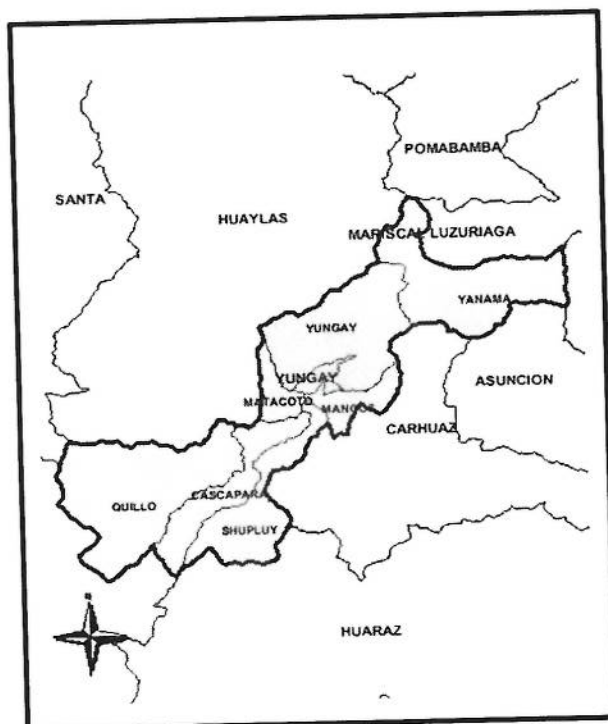 POMABAMBA
SANTA
HUAYLAS
MARISCAL LUZURIAGA
YANAMA
YUNGAY
YUNGAY
ASUNCION
MATACOTO
MANCOS
CARHUAZ
CASCAPARA
QUILLO
SHUPLUY
HUARAZ